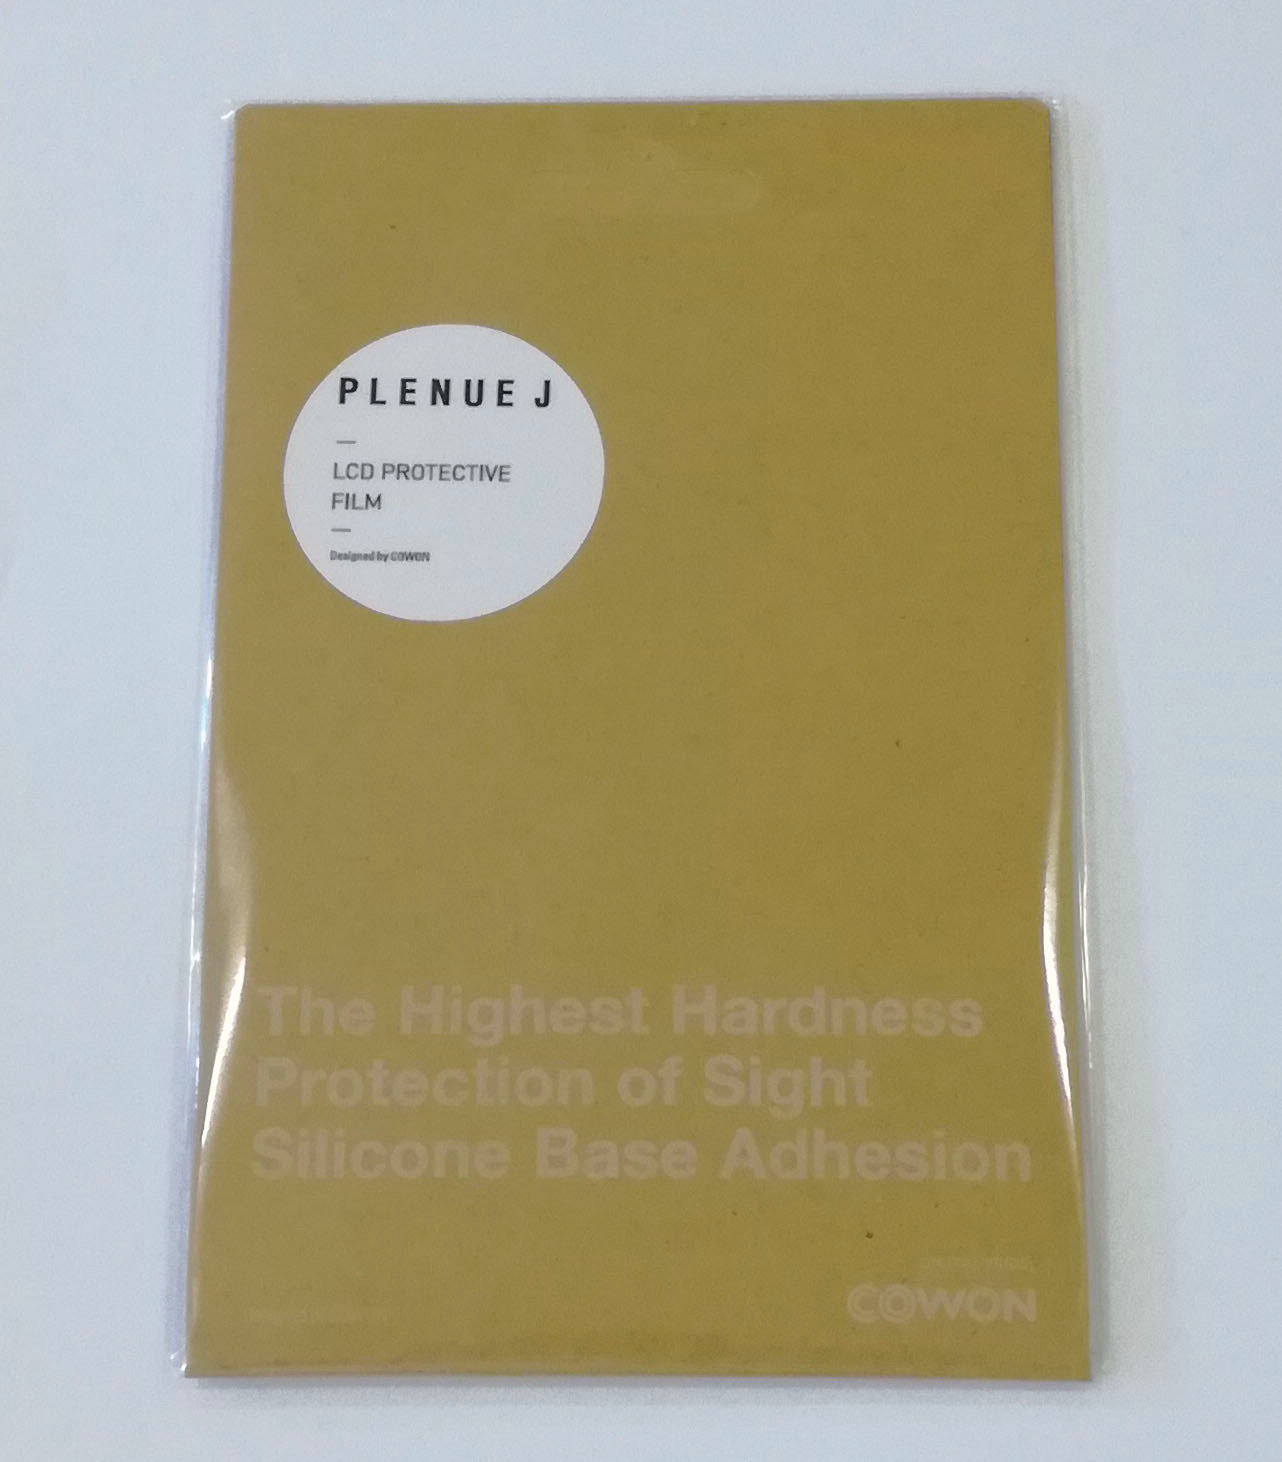 PLENUE J
LCD PROTECTIVE
FILM
Designed by COWON
The Highest Hardness
Protection of Sight
Silicone Base Adhesion
COWON